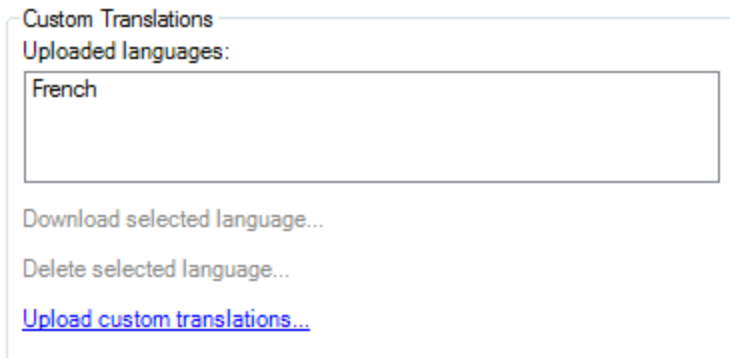 Custom Translations
Uploaded languages:
French
Download selected language...
Delete selected language...
Upload custom translations...